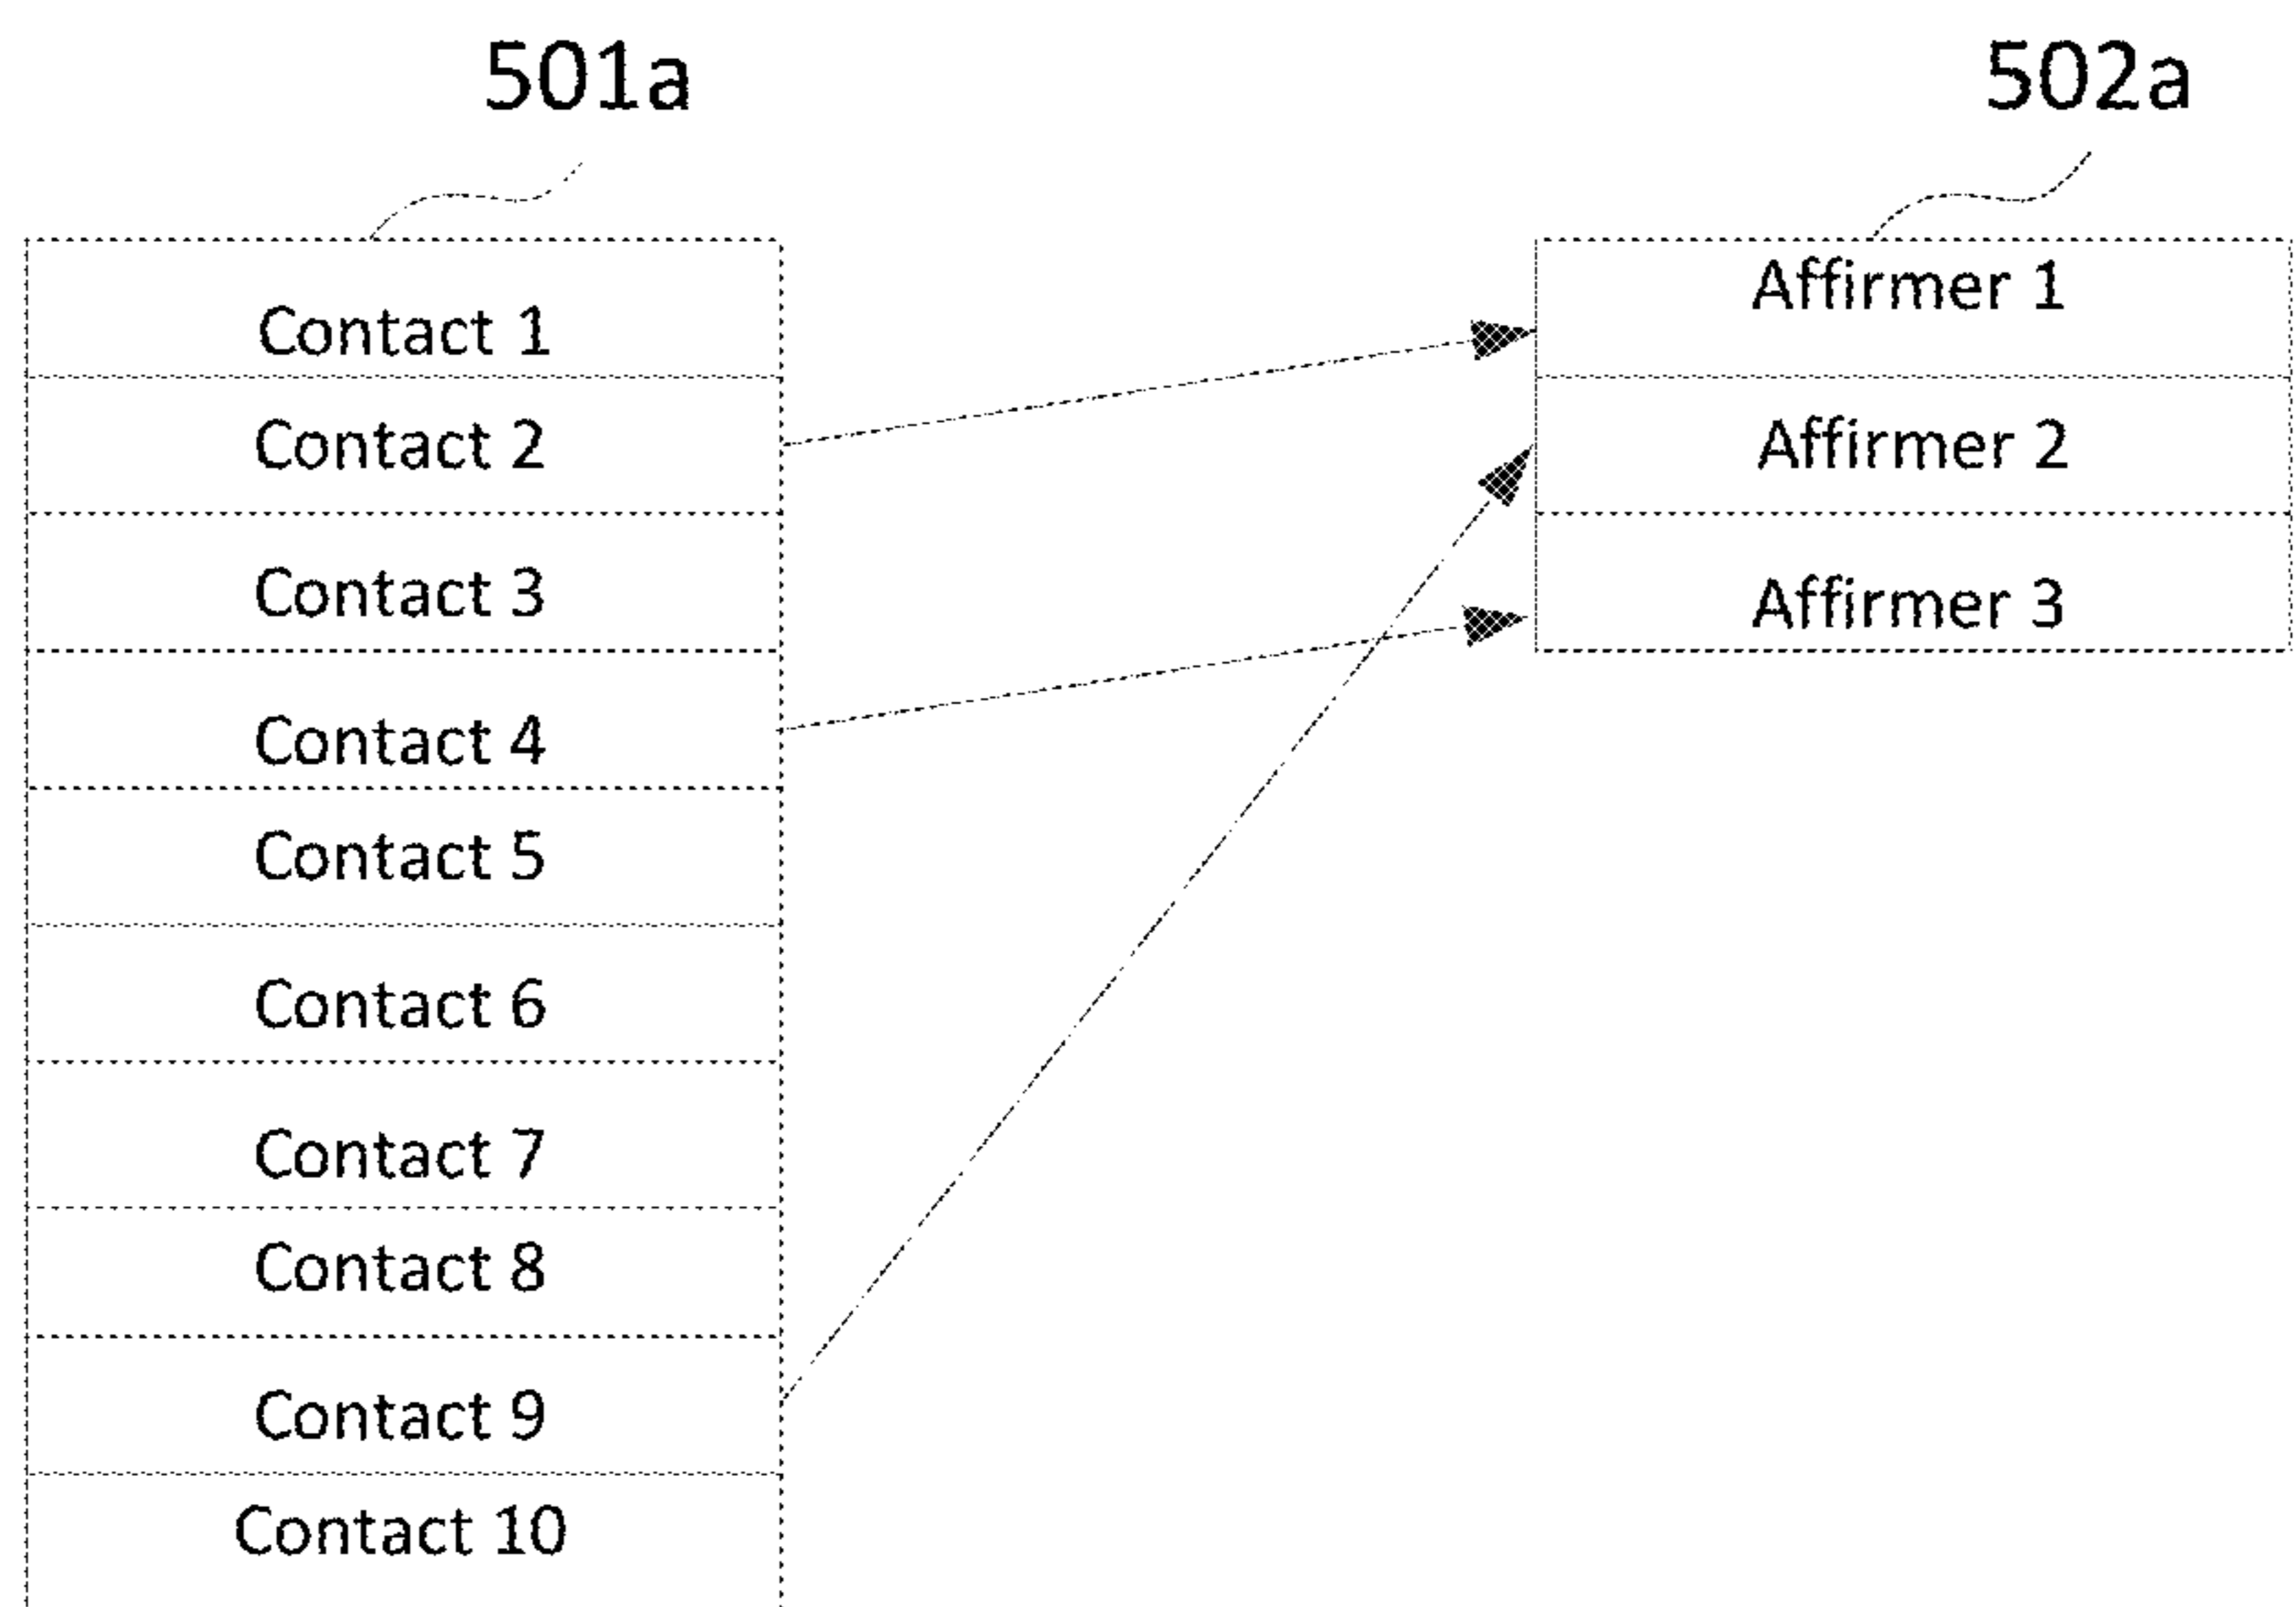 501a
502a
Contact 1
Contact 2
Contact 3
Contact 4
Contact 5
Contact 6
Contact 7
Contact 8
Contact 9
Contact 10
Affirmer 1
Affirmer 2
Affirmer 3